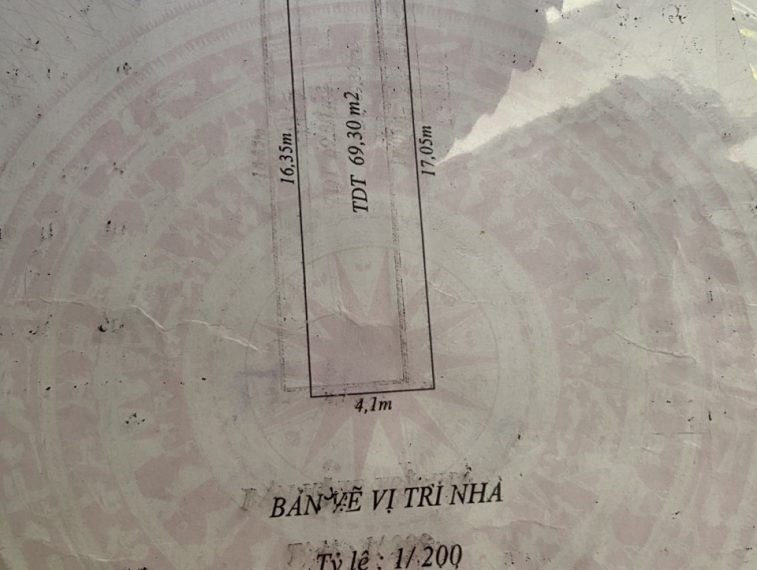 16,35m
TDT 69,30 m2
17,05m
4,1m
BẢN VẼ VỊ TRÍ NHÀ
Tỷ lệ : 1/ 200